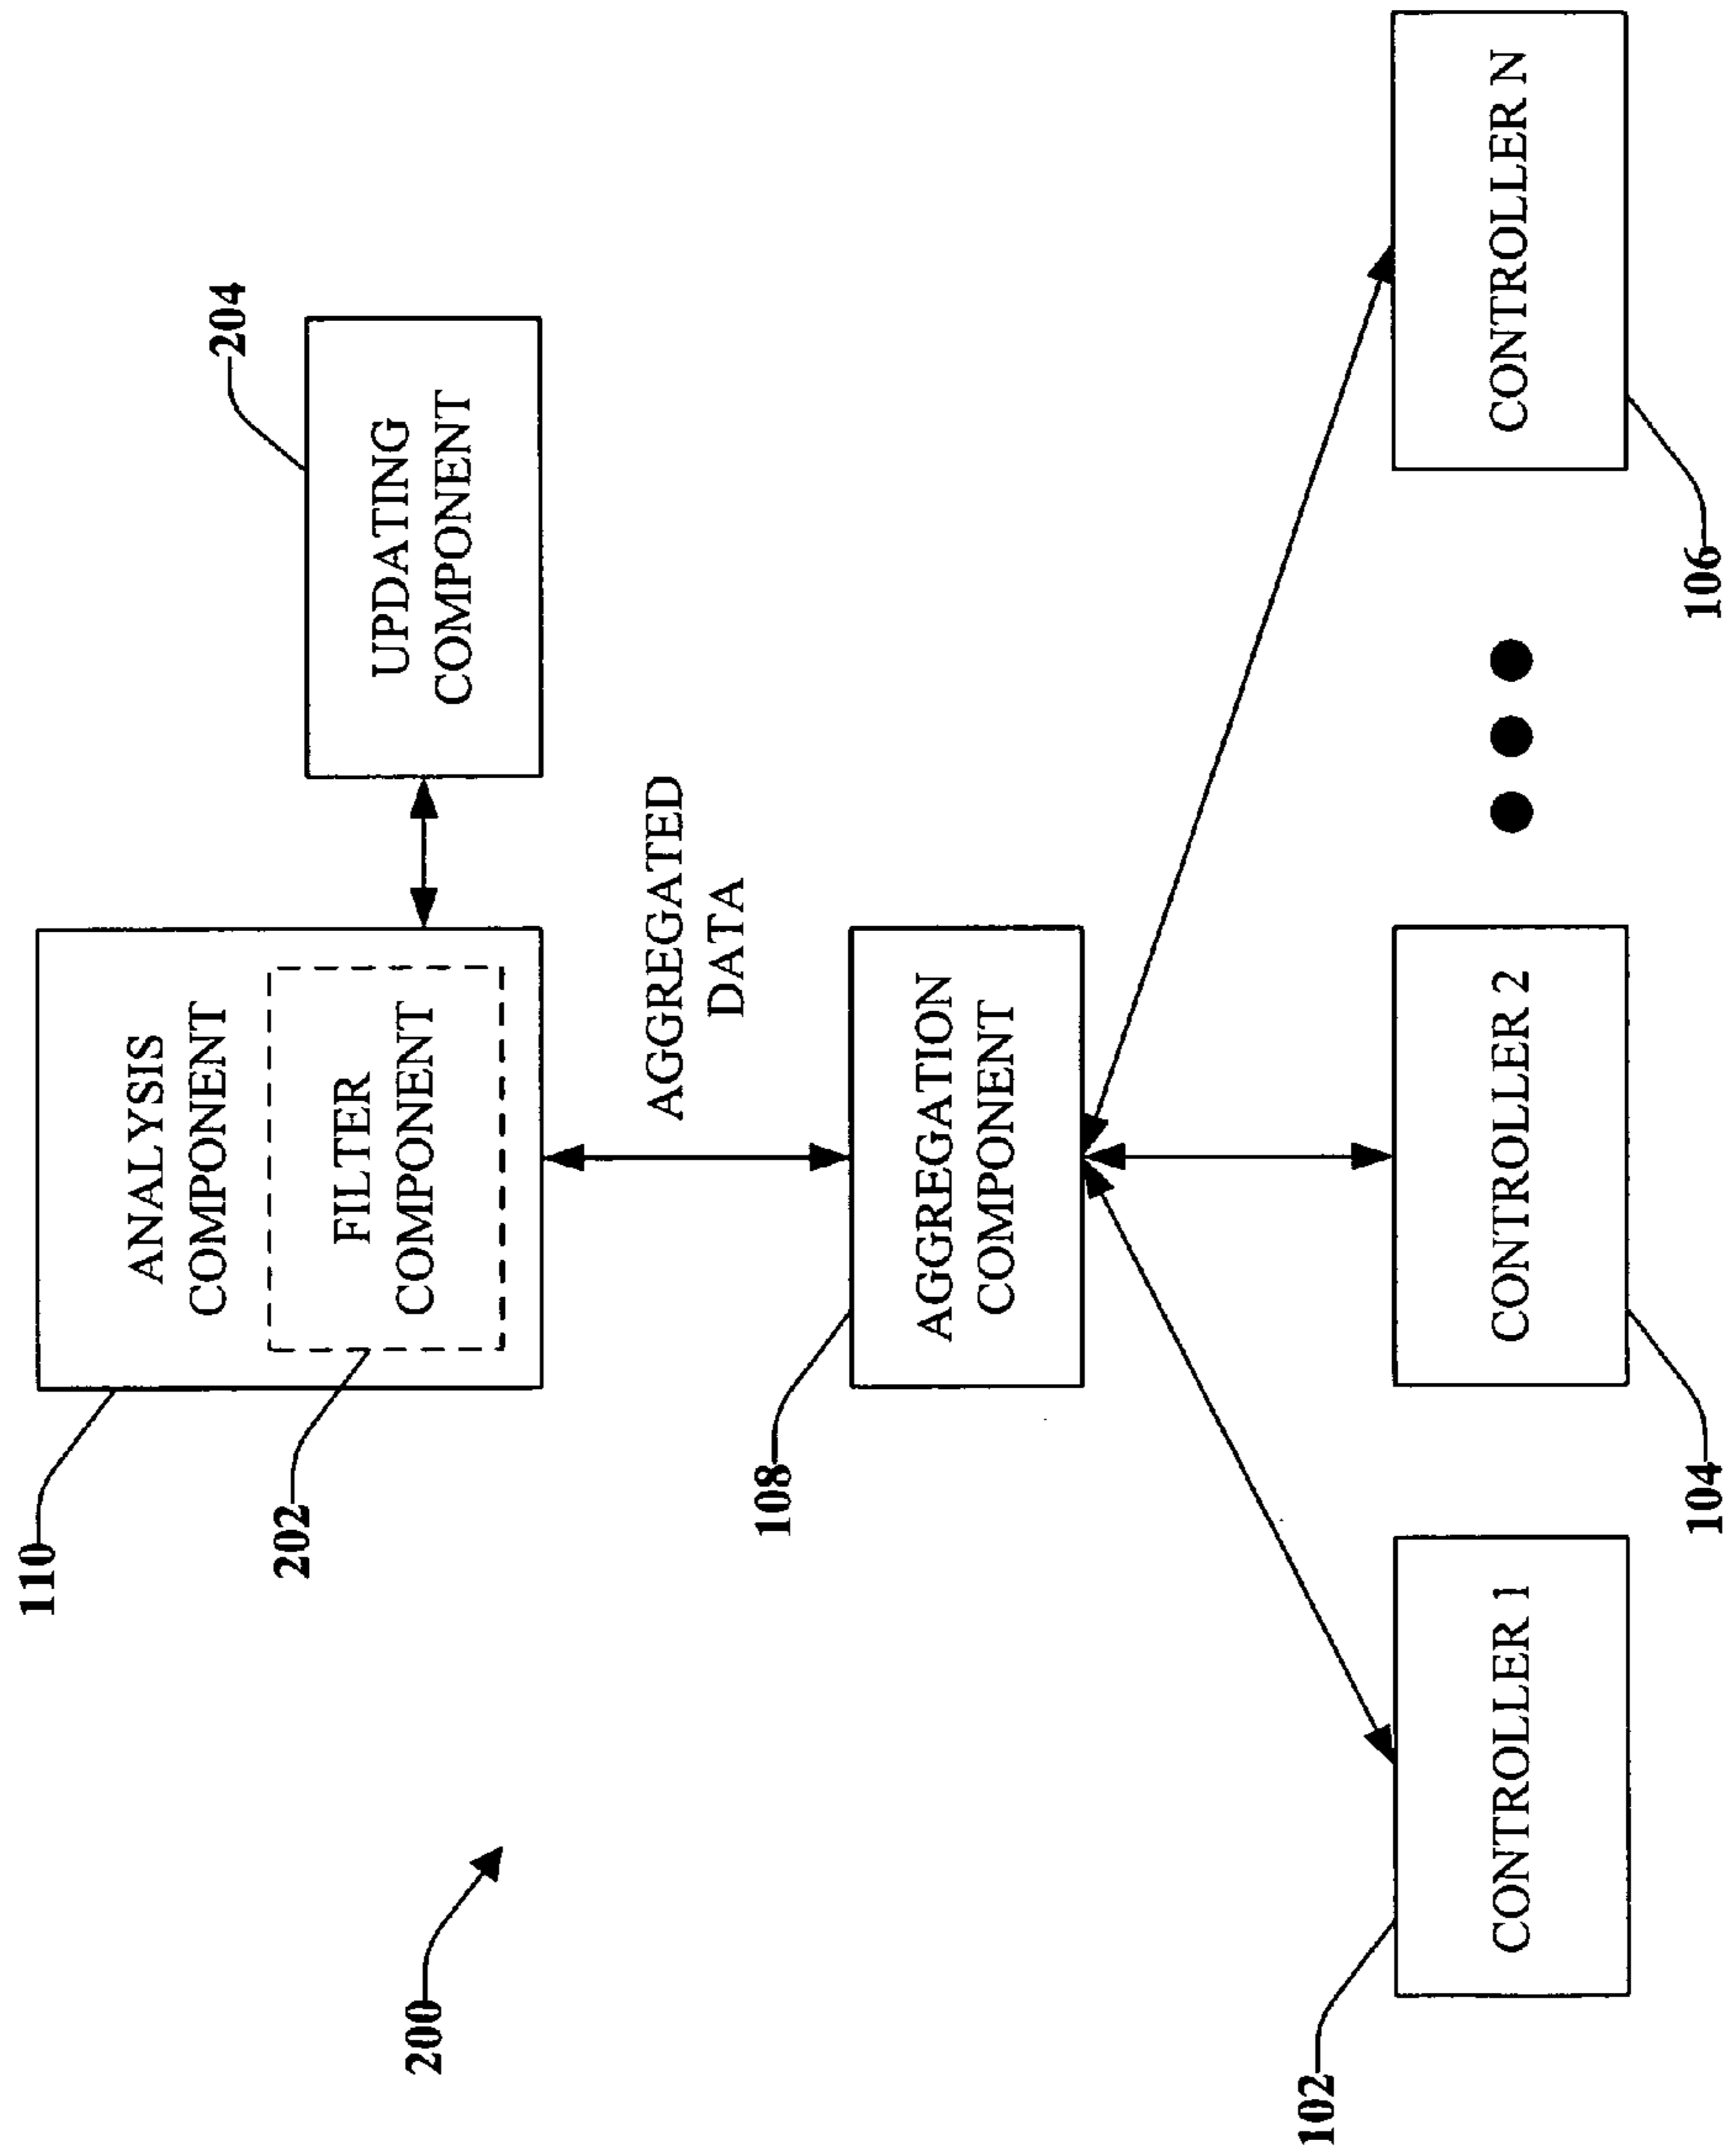 110
ANALYSIS
COMPONENT
202
FILTER
COMPONENT
204
UPDATING
COMPONENT
200
AGGREGATED
DATA
108
AGGREGATION
COMPONENT
102
CONTROLLER 1
104
CONTROLLER 2
106
CONTROLLER N